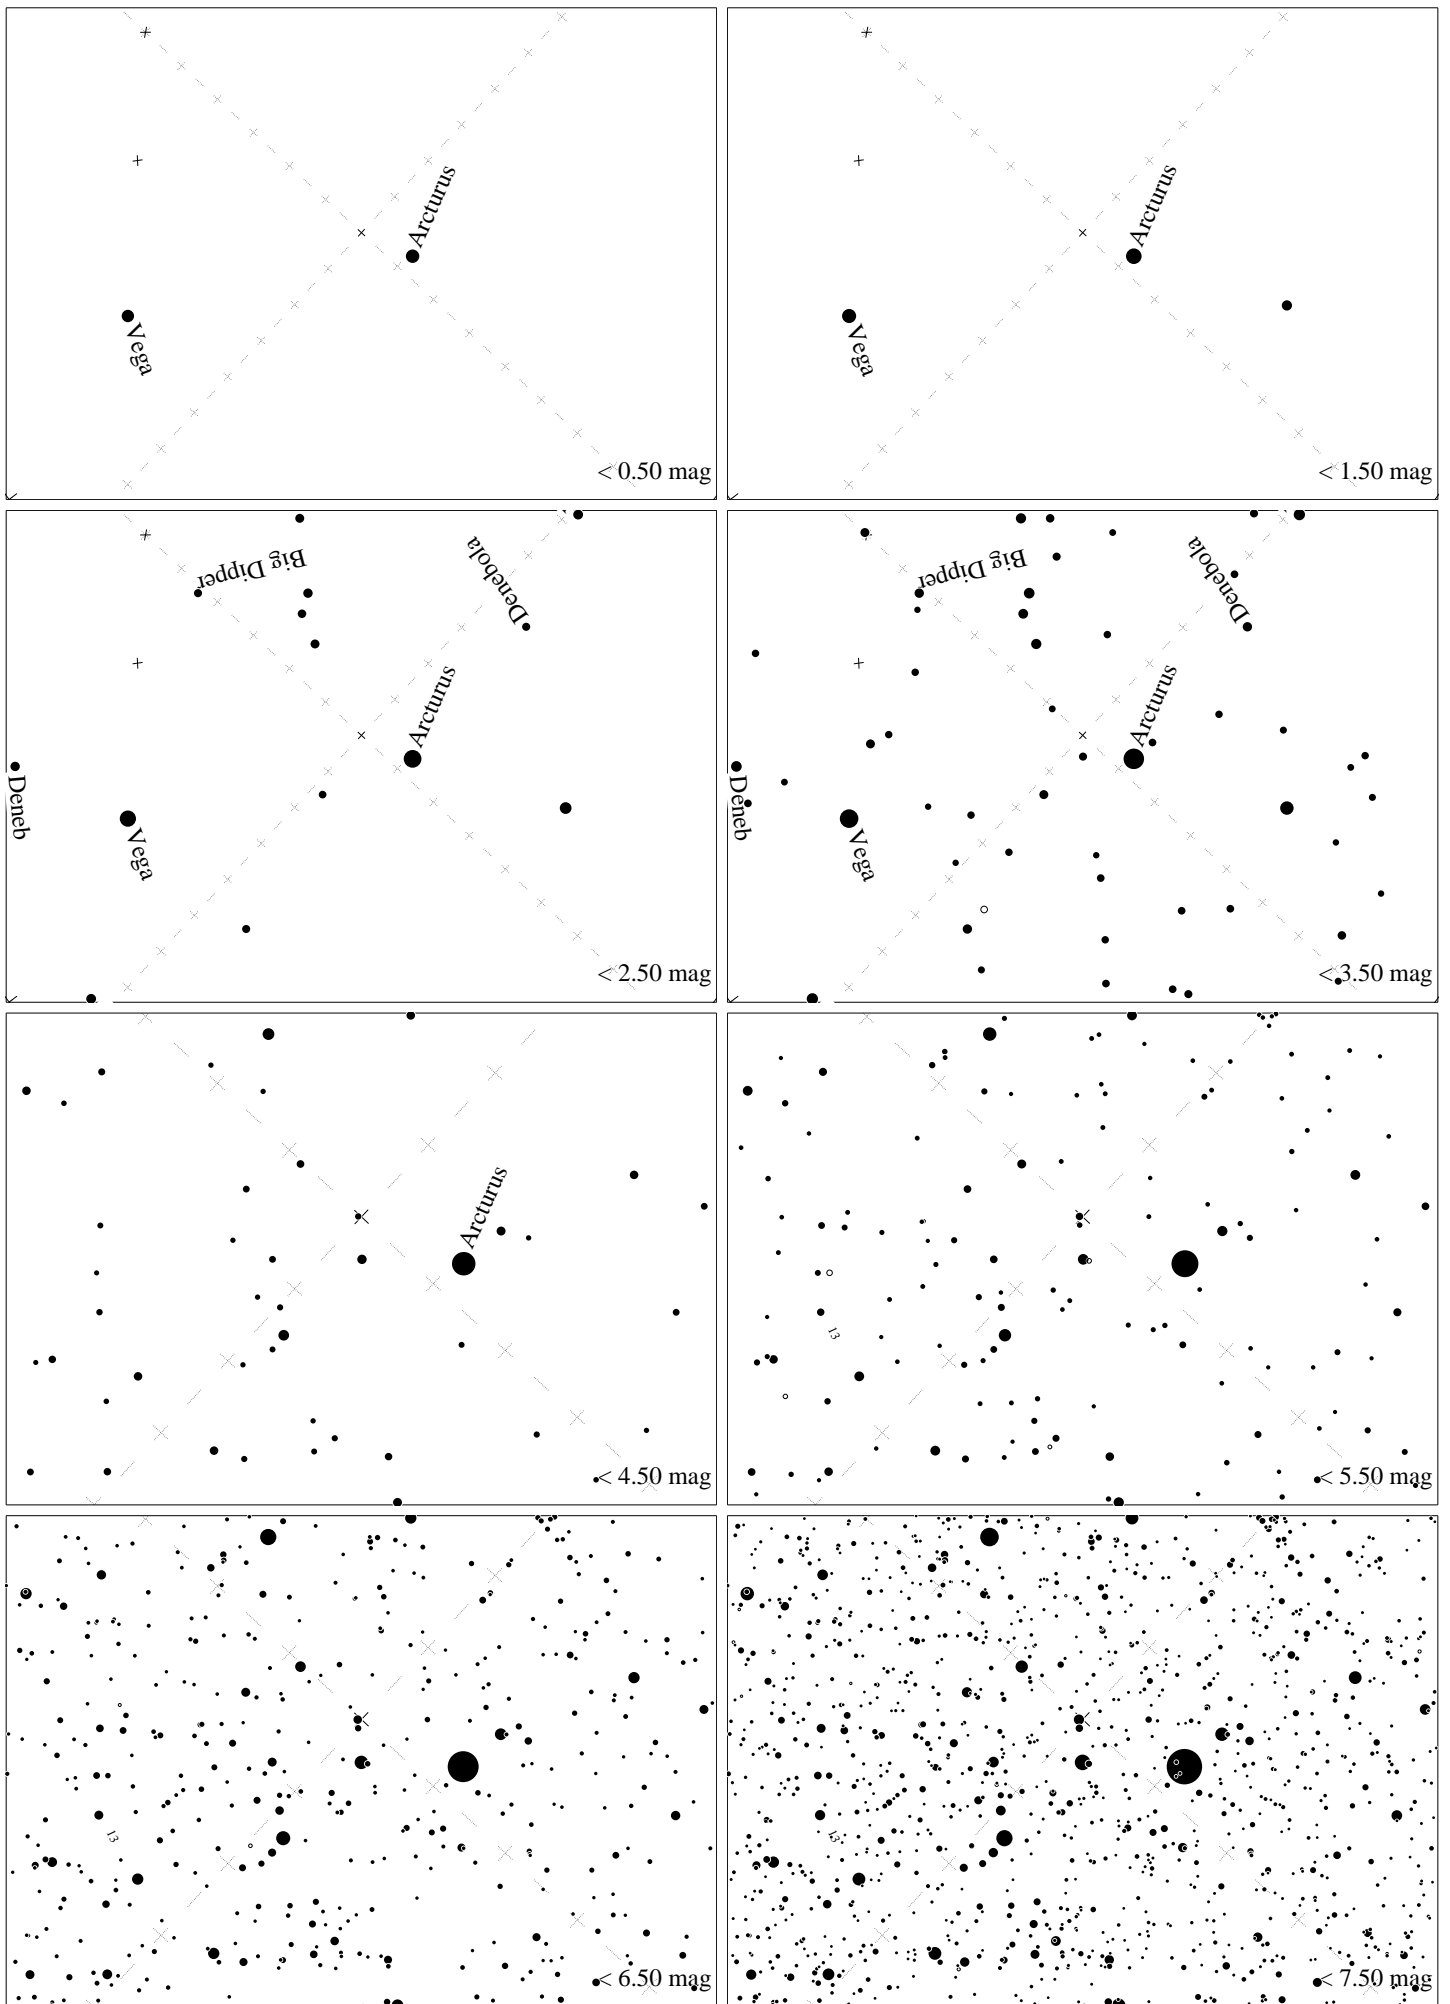 Arcturus
Vega
< 0.50 mag
Arcturus
Vega
< 1.50 mag
Big Dipper
Denebola
Arcturus
Deneb
Vega
< 2.50 mag
Big Dipper
Denebola
Arcturus
Deneb
Vega
< 3.50 mag
Arcturus
< 4.50 mag
13
< 5.50 mag
13
< 6.50 mag
13
< 7.50 mag